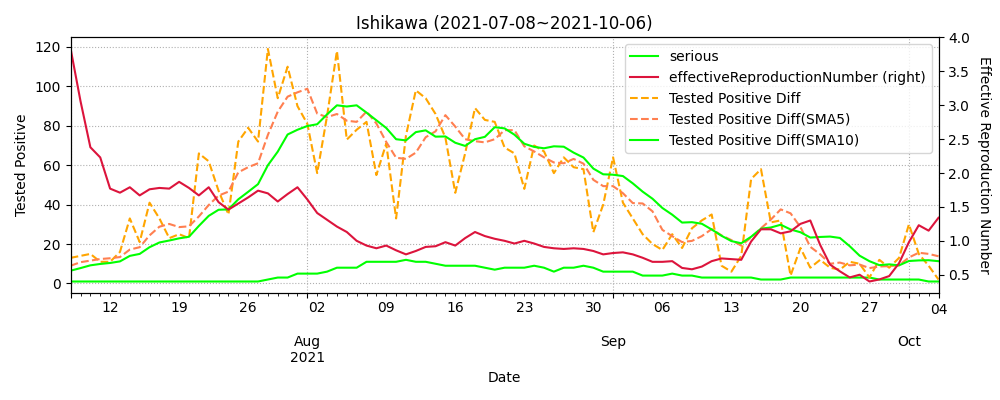 Ishikawa (2021-07-08~2021-10-06)
120
100
80
60
40
20
0
Tested Positive
4.0
3.5
3.0
2.5
2.0
1.5
1.0
0.5
Effective Reproduction Number
serious
effectiveReproductionNumber (right)
Tested Positive Diff
Tested Positive Diff(SMA5)
Tested Positive Diff(SMA10)
12 19 26 02 09 16 23 30 06 13 20 27 04
Aug Sep Oct
2021
Date